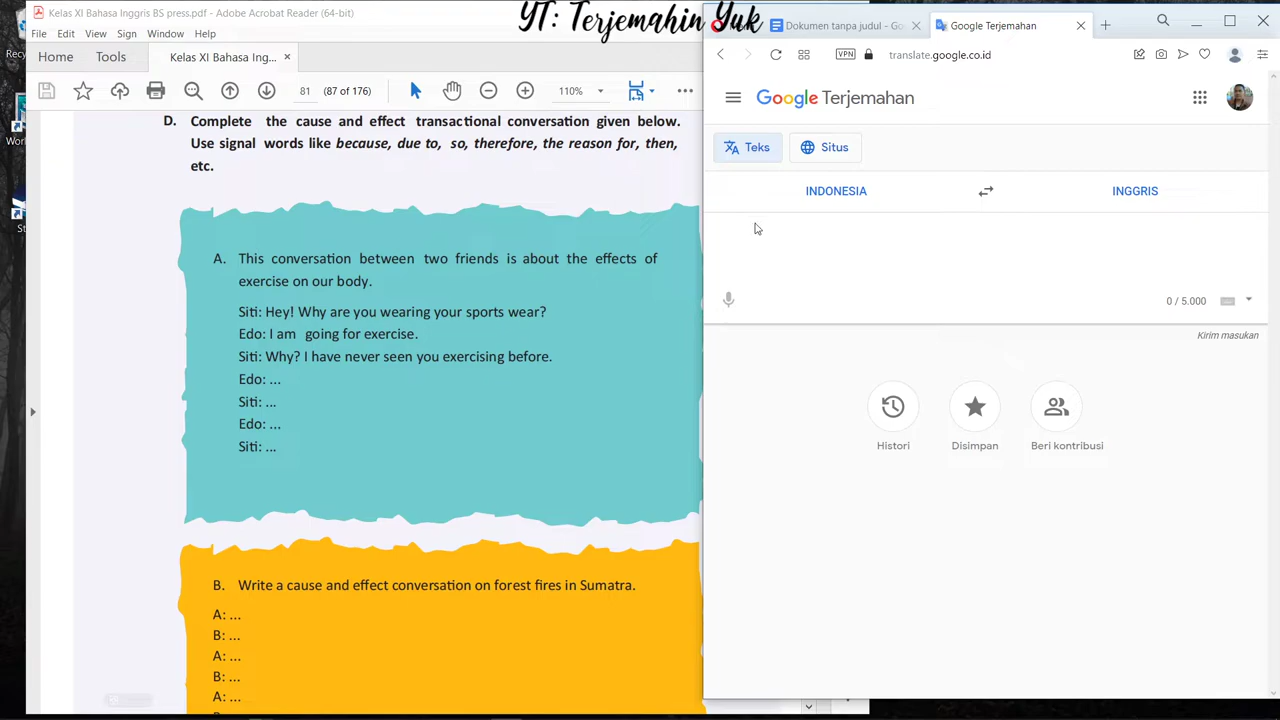 Kelas XI Bahasa Inggris BS press.pdf - Adobe Acrobat Reader (64-bit)
YT: Terjemahin Yuk
File Edit View Sign Window Help
Home Tools Kelas XI Bahasa Ing... ×
81 (87 of 176) 110%
D. Complete the cause and effect transactional conversation given below.
Use signal words like because, due to, so, therefore, the reason for, then,
etc.
A. This conversation between two friends is about the effects of
exercise on our body.
Siti: Hey! Why are you wearing your sports wear?
Edo: I am going for exercise.
Siti: Why? I have never seen you exercising before.
Edo: ...
Siti: ...
Edo: ...
Siti: ...
B. Write a cause and effect conversation on forest fires in Sumatra.
A: ...
B: ...
A: ...
B: ...
A: ...
Dokumen tanpa judul - Go
Google Terjemahan
VPN translate.google.co.id
Google Terjemahan
Teks Situs
INDONESIA INGGRIS
0 / 5.000
Kirim masukan
Histori Disimpan Beri kontribusi